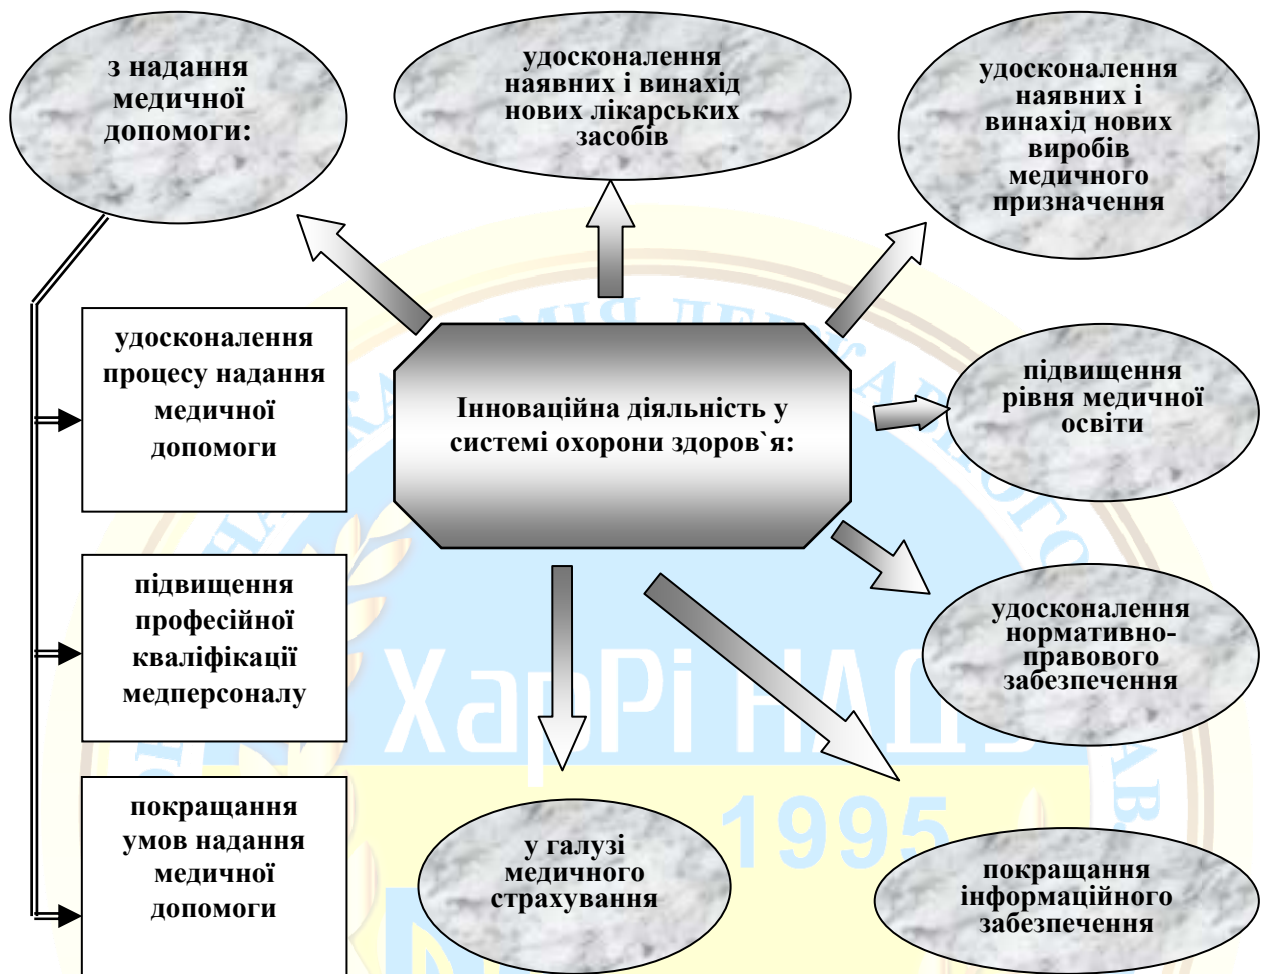 з надання
медичної
допомоги:
удосконалення
наявних і винахід
нових лікарських
засобів
удосконалення
наявних і
винахід нових
виробів
медичного
призначення
удосконалення
процесу надання
медичної
допомоги
Інноваційна діяльність у
системі охорони здоров`я:
підвищення
рівня медичної
освіти
підвищення
професійної
кваліфікації
медперсоналу
удосконалення
нормативно-
правового
забезпечення
ХарРі НАД
1995
покращання
умов надання
медичної
допомоги
у галузі
медичного
страхування
покращання
інформаційного
забезпечення